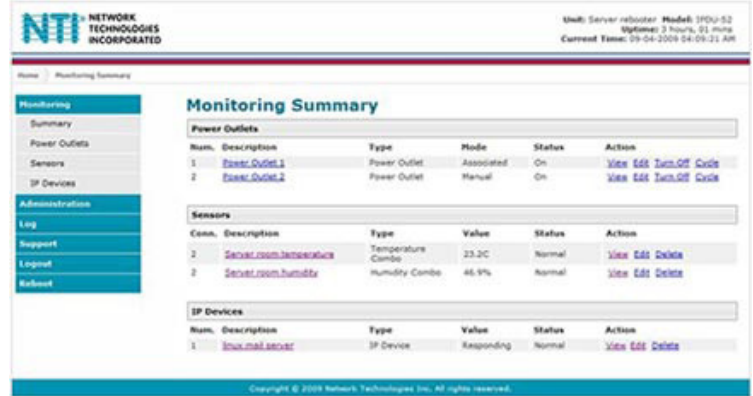 NTI NETWORK
TECHNOLOGIES
INCORPORATED
Unit: Server rebooter Model: IPDU-S2
Uptime: 3 hours, 01 mins
Current Time: 09-04-2009 04:09:21 AM
Home Monitoring Summary
Monitoring
Summary
Power Outlets
Sensors
IP Devices
Administration
Log
Support
Logout
Reboot
Monitoring Summary
Power Outlets
Num. Description Type Mode Status Action
1 Power Outlet 1 Power Outlet Associated On View Edit Turn Off Cycle
2 Power Outlet 2 Power Outlet Manual On View Edit Turn Off Cycle
Sensors
Conn. Description Type Value Status Action
2 Server room temperature Temperature Combo 23.2C Normal View Edit Delete
2 Server room humidity Humidity Combo 46.9% Normal View Edit Delete
IP Devices
Num. Description Type Value Status Action
1 linux mail server IP Device Responding Normal View Edit Delete
Copyright © 2009 Network Technologies Inc. All rights reserved.